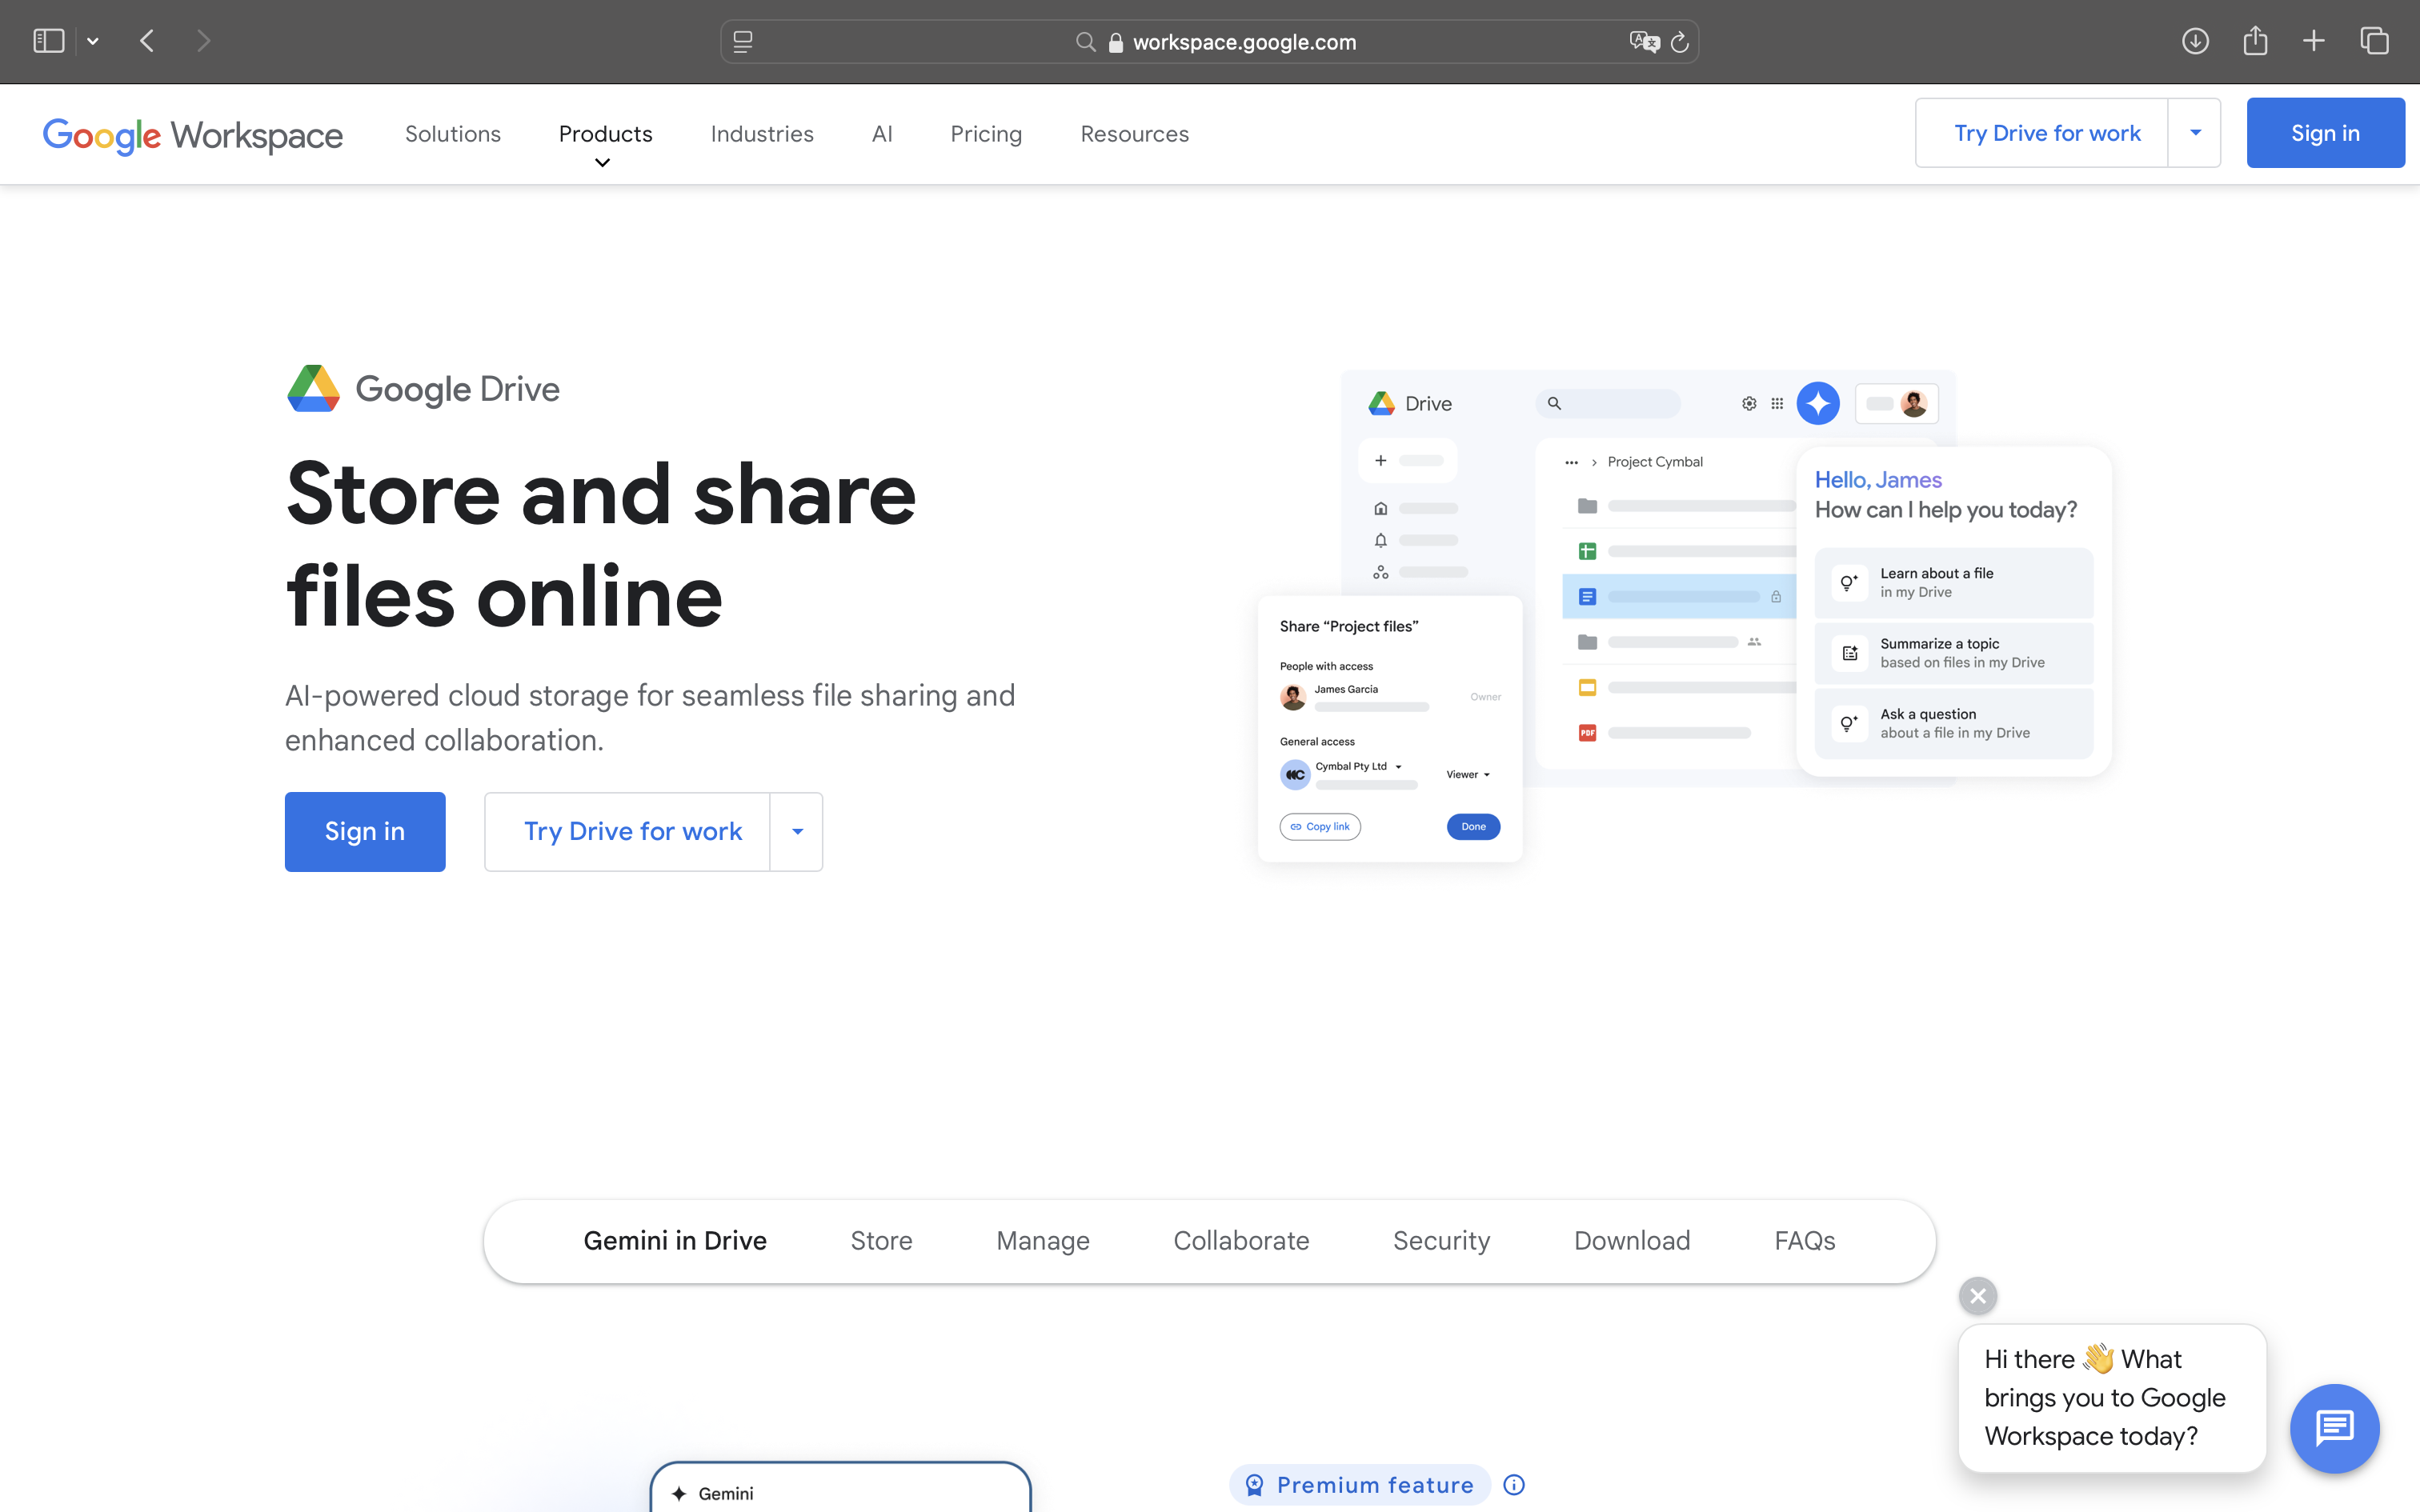 workspace.google.com
Google Workspace
Solutions
Products
Industries
AI
Pricing
Resources
Try Drive for work
Sign in
Google Drive
Store and share
files online
AI-powered cloud storage for seamless file sharing and
enhanced collaboration.
Sign in
Try Drive for work
Drive
Project Cymbal
Hello, James
How can I help you today?
Learn about a file
in my Drive
Summarize a topic
based on files in my Drive
Ask a question
about a file in my Drive
PDF
Share “Project files”
People with access
James Garcia
Owner
General access
Cymbal Pty Ltd
Viewer
Copy link
Done
Gemini in Drive
Store
Manage
Collaborate
Security
Download
FAQs
Hi there 👋 What
brings you to Google
Workspace today?
Gemini
Premium feature